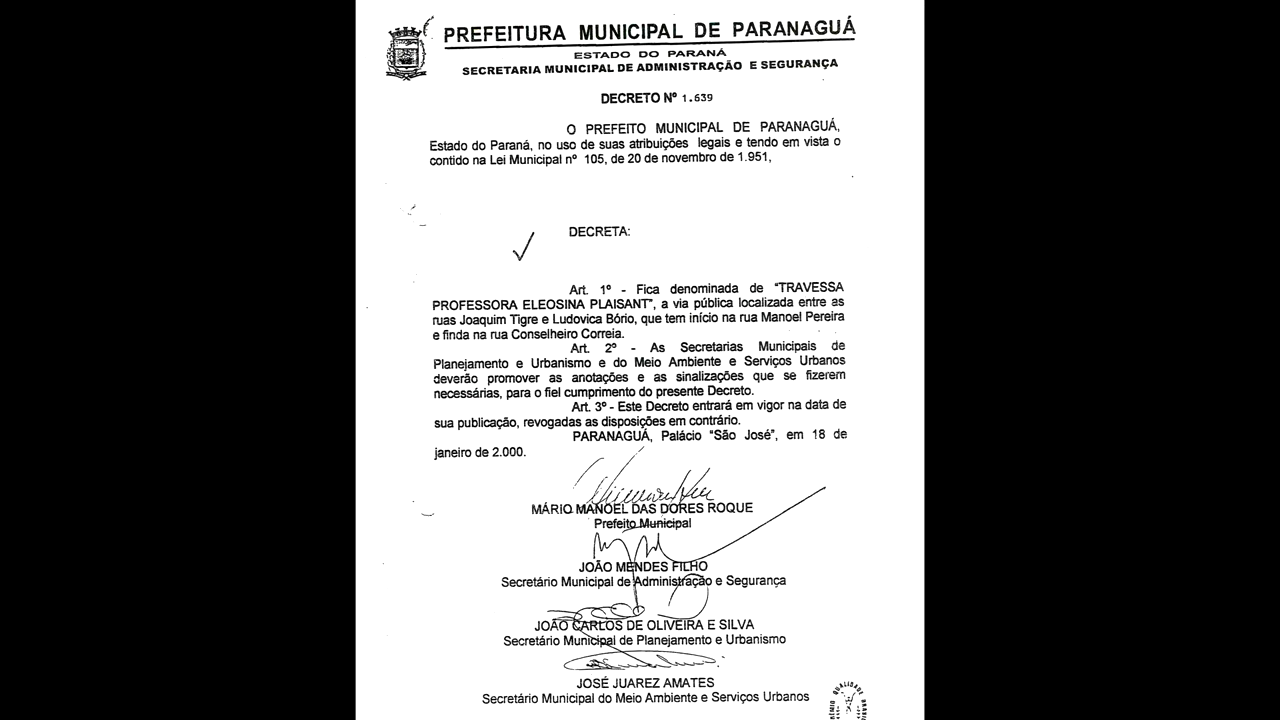 PREFEITURA MUNICIPAL DE PARANAGUÁ
ESTADO DO PARANÁ
SECRETARIA MUNICIPAL DE ADMINISTRAÇÃO E SEGURANÇA
DECRETO Nº 1.639
O PREFEITO MUNICIPAL DE PARANAGUÁ,
Estado do Paraná, no uso de suas atribuições legais e tendo em vista o
contido na Lei Municipal nº 105, de 20 de novembro de 1.951,
DECRETA:
Art. 1º - Fica denominada de “TRAVESSA
PROFESSORA ELEOSINA PLAISANT”, a via pública localizada entre as
ruas Joaquim Tigre e Ludovica Bório, que tem início na rua Manoel Pereira
e finda na rua Conselheiro Correia.
Art. 2º - As Secretarias Municipais de
Planejamento e Urbanismo e do Meio Ambiente e Serviços Urbanos
deverão promover as anotações e as sinalizações que se fizerem
necessárias, para o fiel cumprimento do presente Decreto.
Art. 3º - Este Decreto entrará em vigor na data de
sua publicação, revogadas as disposições em contrário.
PARANAGUÁ, Palácio “São José”, em 18 de
janeiro de 2.000.
MÁRIO MANOEL DAS DORES ROQUE
Prefeito Municipal
JOÃO MENDES FILHO
Secretário Municipal de Administração e Segurança
JOÃO CARLOS DE OLIVEIRA E SILVA
Secretário Municipal de Planejamento e Urbanismo
JOSÉ JUAREZ AMATES
Secretário Municipal do Meio Ambiente e Serviços Urbanos
QUALIDADE